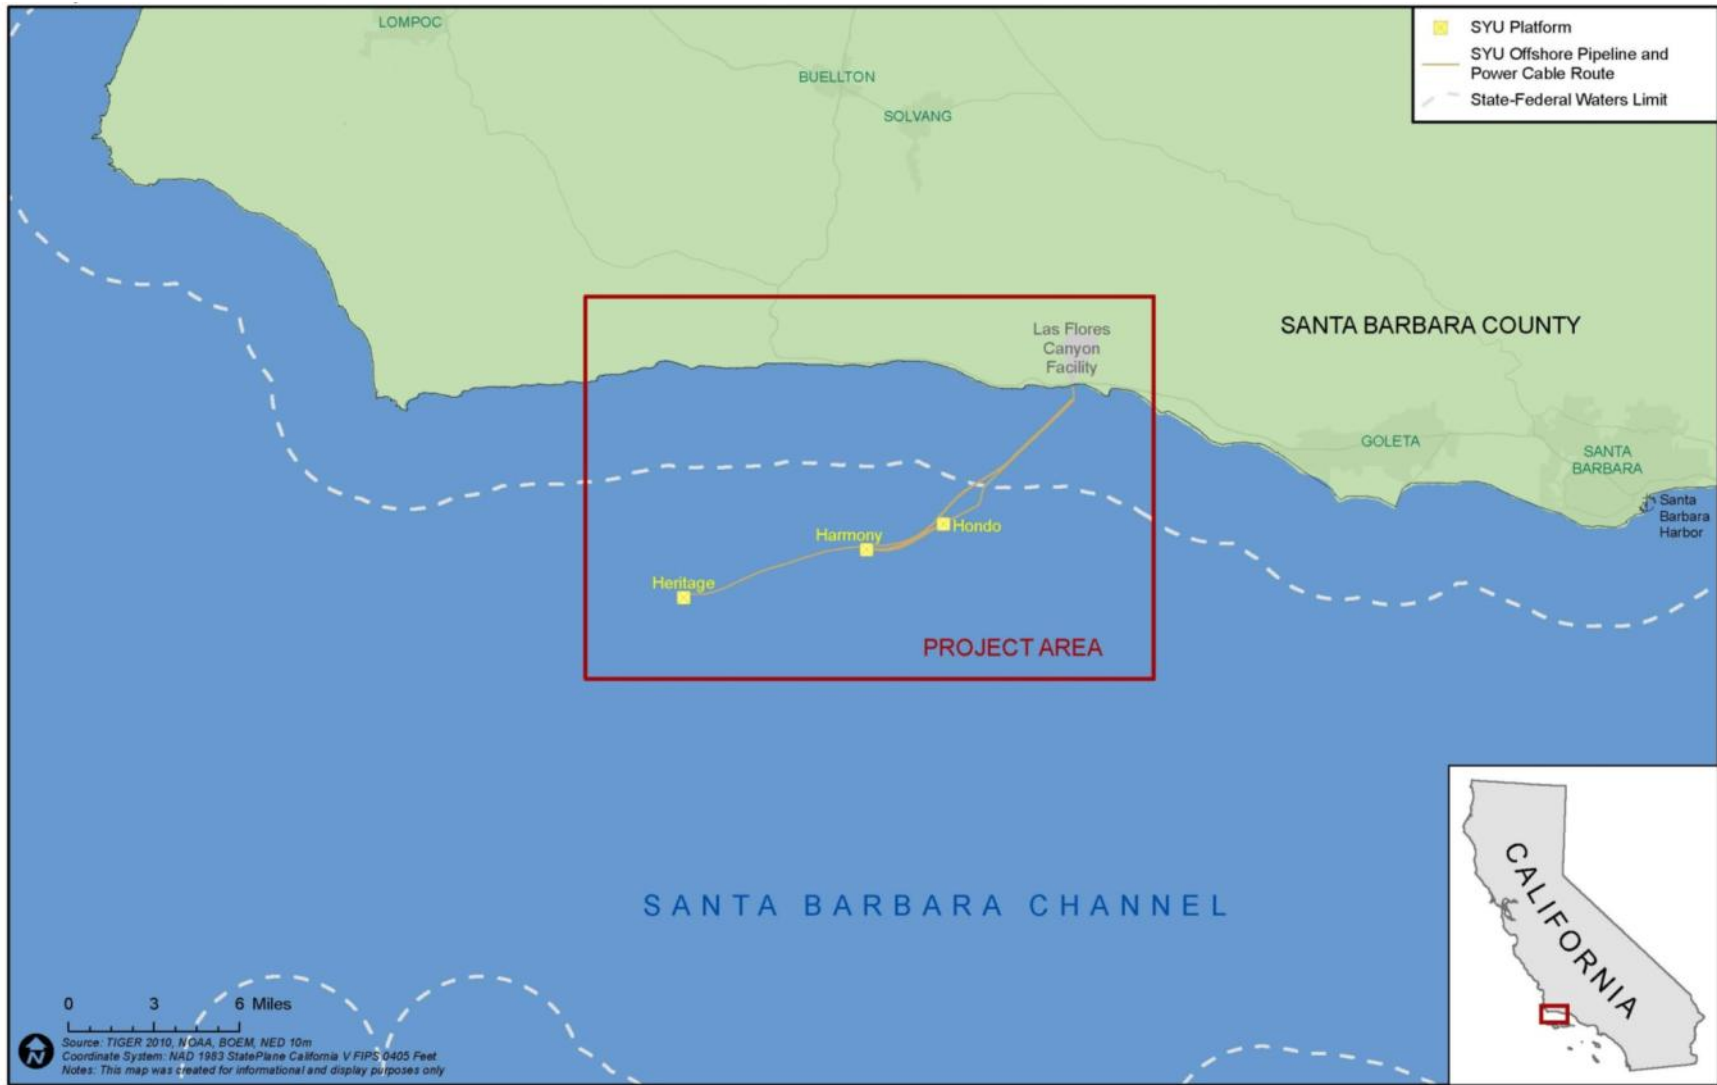 LOMPOC
BUELLTON
SOLVANG
SYU Platform
SYU Offshore Pipeline and
Power Cable Route
State-Federal Waters Limit
SANTA BARBARA COUNTY
Las Flores
Canyon
Facility
GOLETA
SANTA
BARBARA
Santa
Barbara
Harbor
Hondo
Harmony
Heritage
PROJECT AREA
SANTA BARBARA CHANNEL
CALIFORNIA
0 3 6 Miles
N
Source: TIGER 2010, NOAA, BOEM, NED 10m
Coordinate System: NAD 1983 StatePlane California V FIPS 0405 Feet
Notes: This map was created for informational and display purposes only